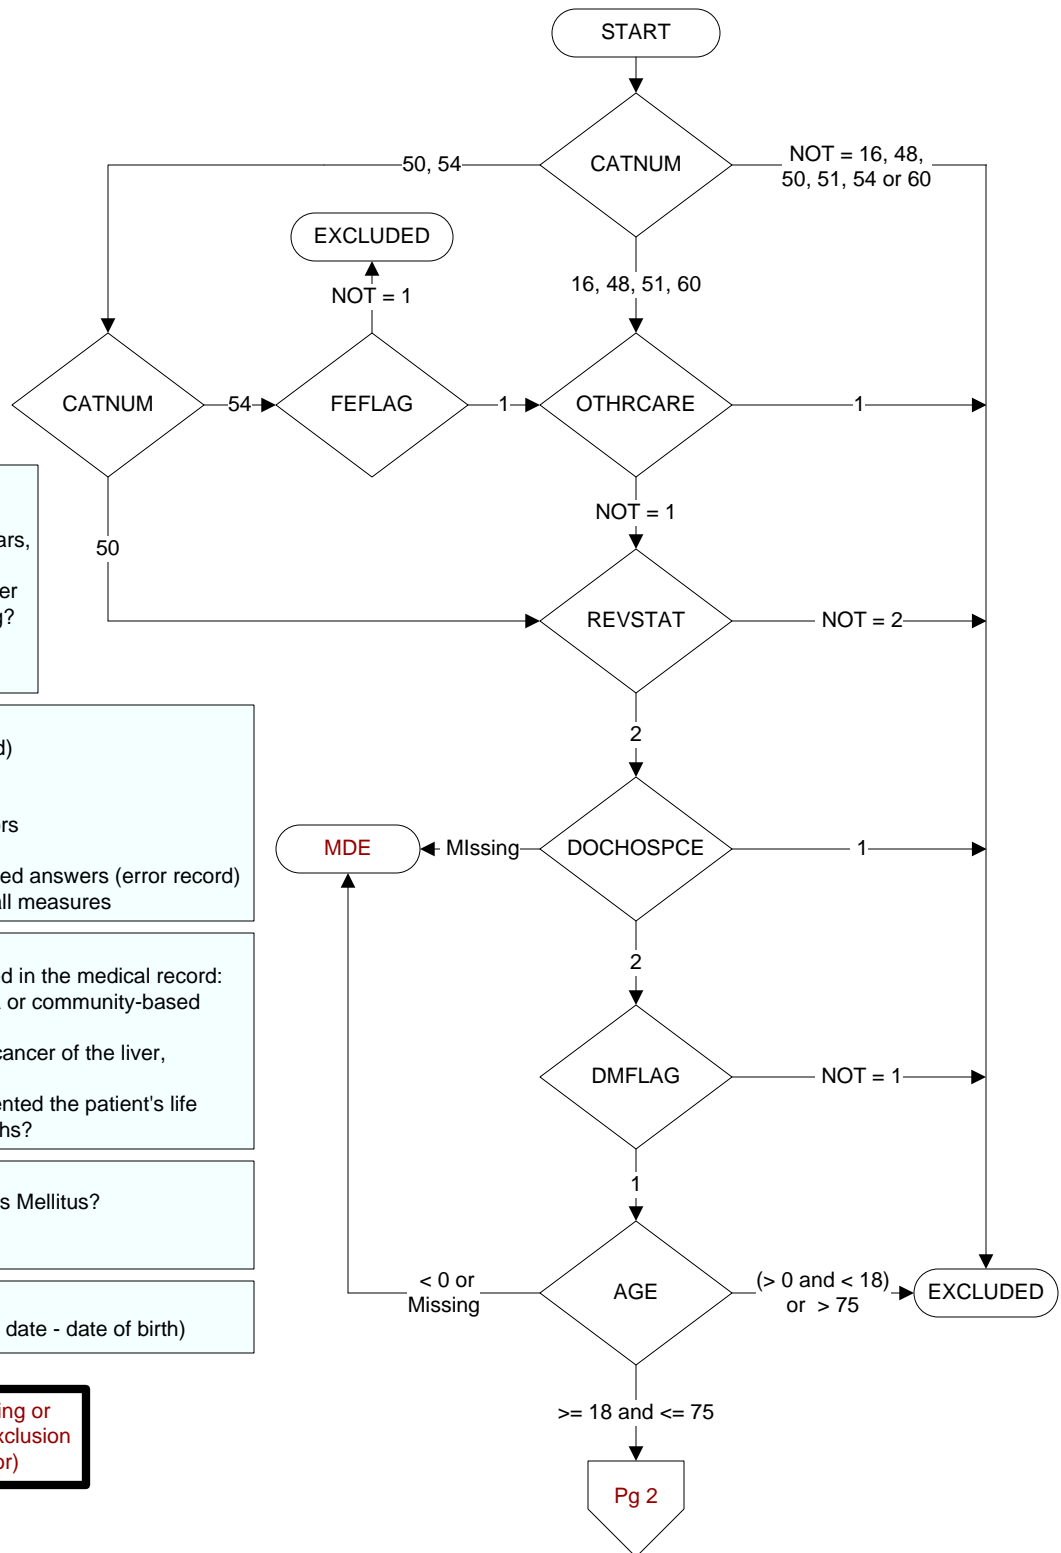 START
CATNUM
50, 54
NOT = 16, 48,
50, 51, 54 or 60
EXCLUDED
NOT = 1
16, 48, 51, 60
CATNUM
54
FEFLAG
1
OTHRCARE
1
NOT = 1
50
REVSTAT
NOT = 2
2
MDE
MIssing
DOCHOSPCE
1
2
DMFLAG
NOT = 1
1
< 0 or
Missing
AGE
(> 0 and < 18)
or > 75
EXCLUDED
>= 18 and <= 75
Pg 2
ars,
er
g?
d)
ors
ed answers (error record)
all measures
ed in the medical record:
or community-based
cancer of the liver,
ented the patient's life
hs?
s Mellitus?
date - date of birth)
ing or
xclusion
or)